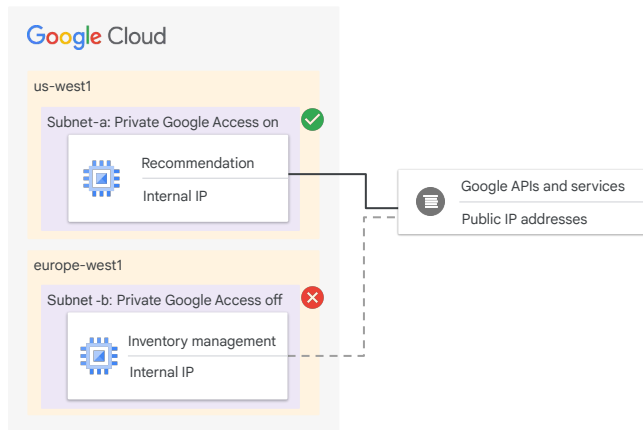 Google Cloud
us-west1
Subnet-a: Private Google Access on
Recommendation
Internal IP
Google APIs and services
Public IP addresses
europe-west1
Subnet -b: Private Google Access off
Inventory management
Internal IP